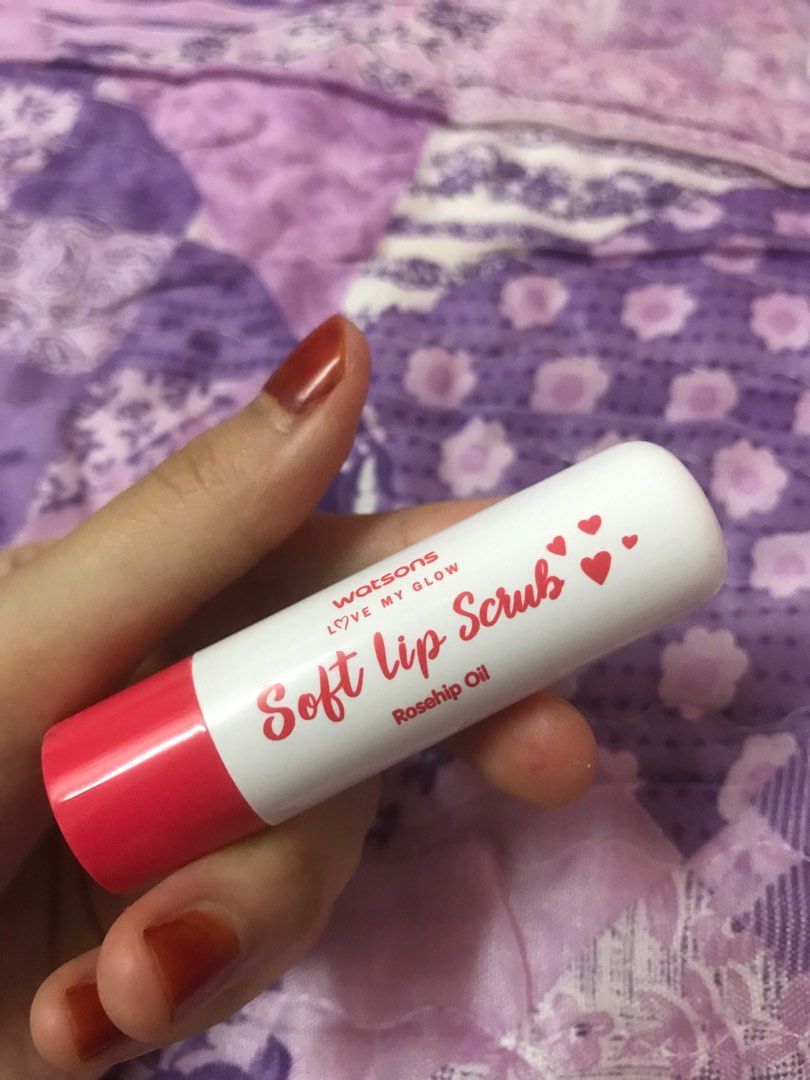 watsons
LOVE MY GLOW
Soft Lip Scrub
Rosehip Oil